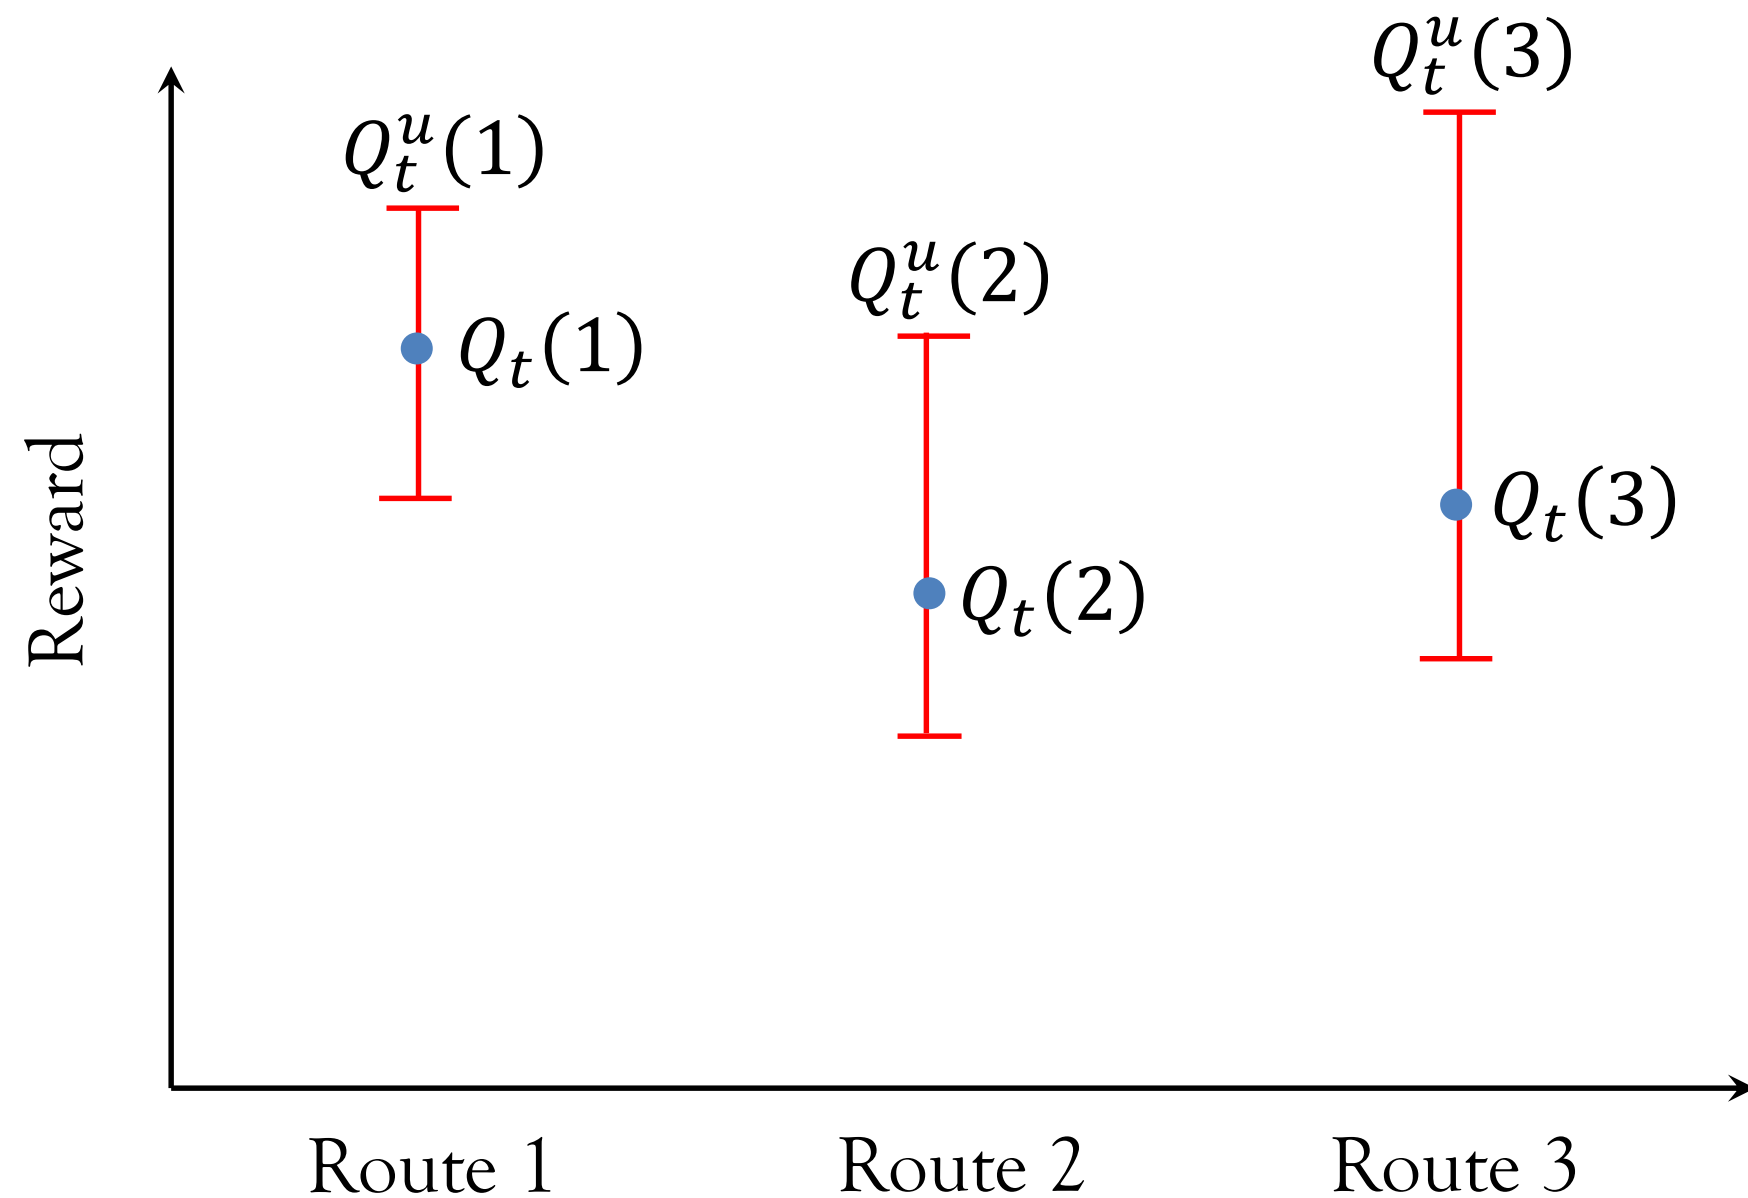 Q_t^u(3)
Q_t^u(1)
Q_t^u(2)
Q_t(1)
Q_t(3)
Q_t(2)
Reward
Route 1
Route 2
Route 3